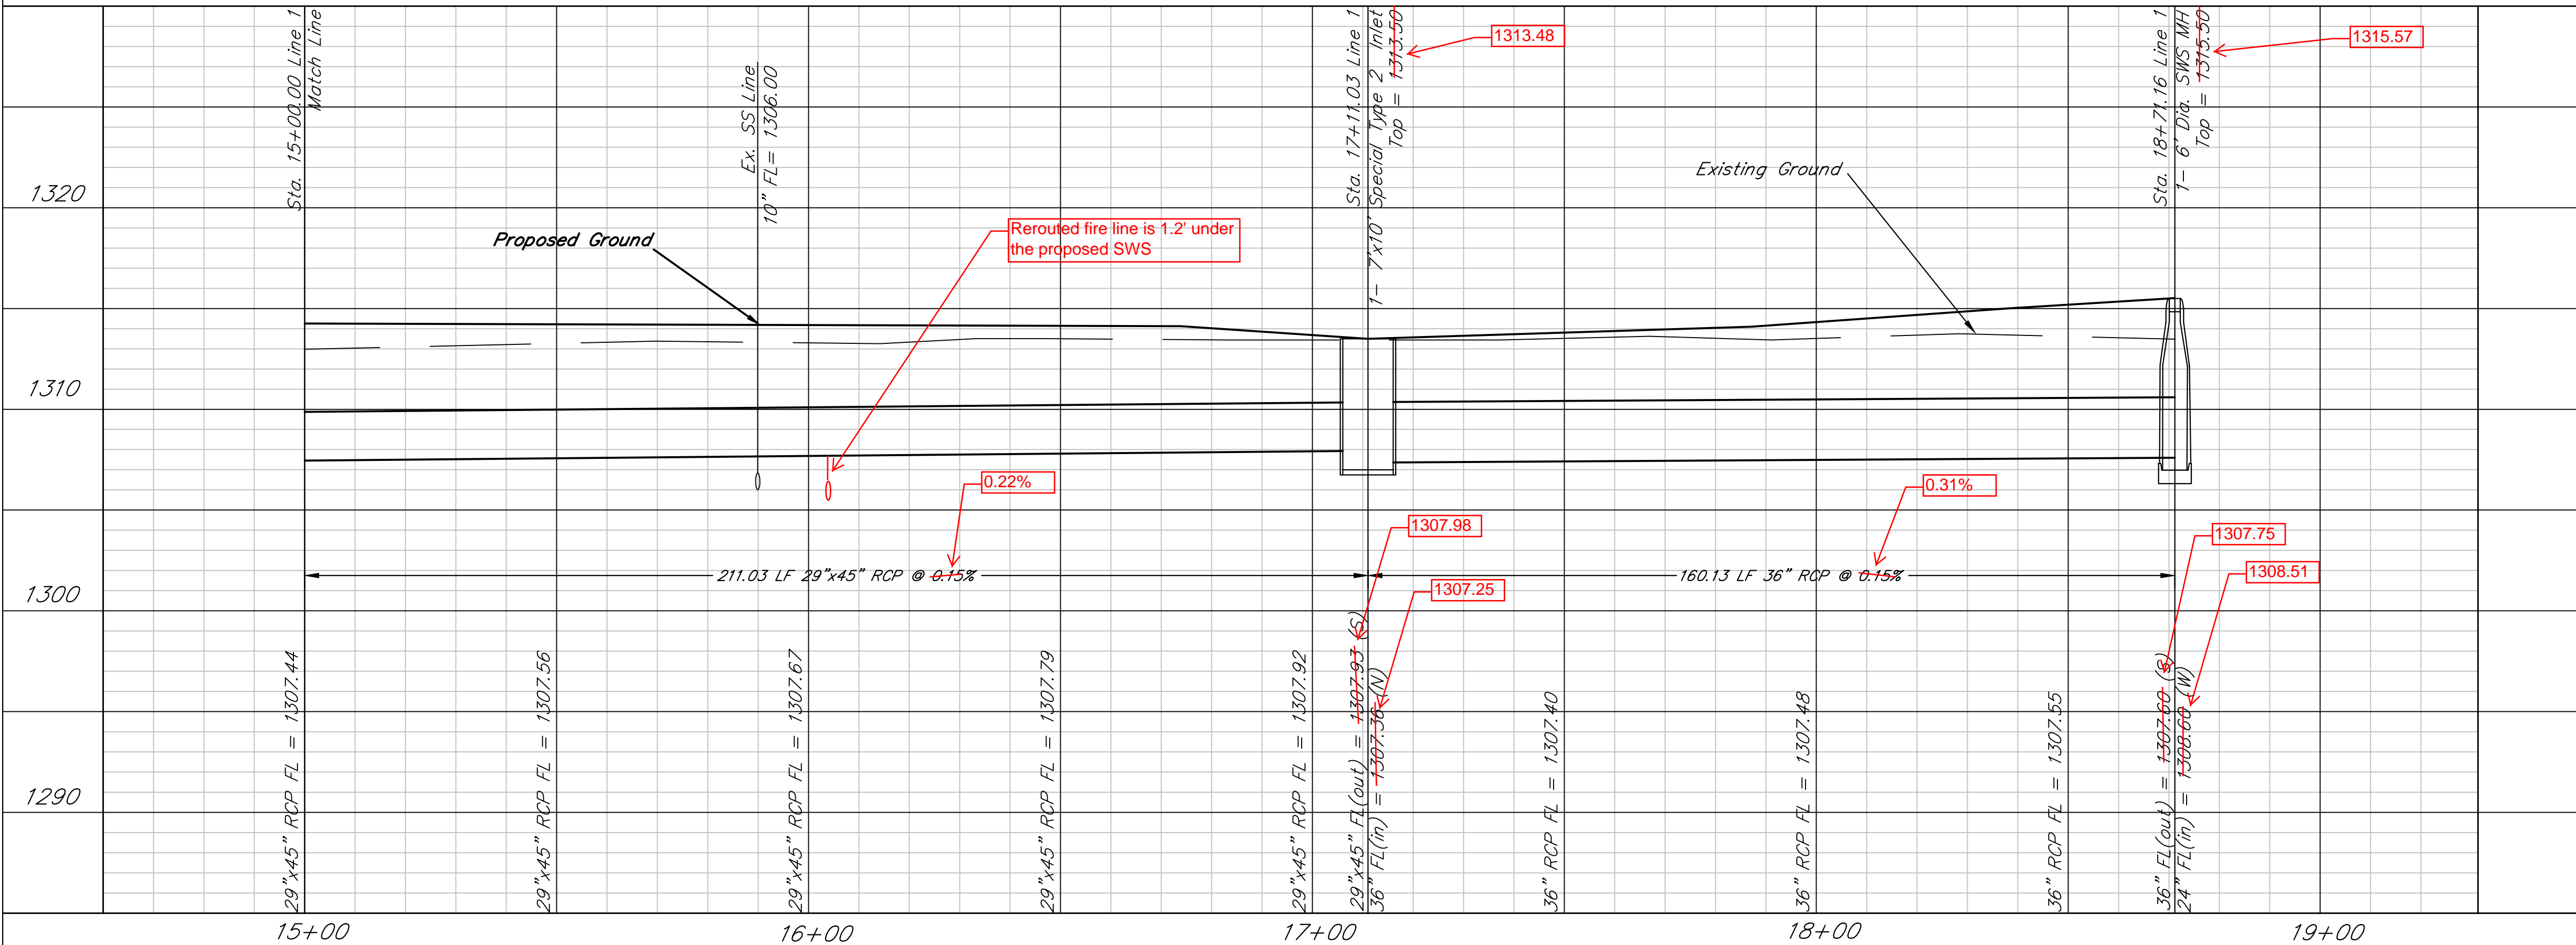 Sta. 15+00.00 Line 1
Match Line
Ex. SS Line
10" FL= 1306.00
Sta. 17+11.03 Line 1
1- 7'x10' Special Type 2 Inlet
Top = 1313.50
1313.48
Sta. 18+71.16 Line 1
1- 6' Dia. SWS MH
Top = 1315.50
1315.57
1320
1310
1300
1290
Proposed Ground
Rerouted fire line is 1.2' under
the proposed SWS
Existing Ground
0.22%
0.31%
1307.98
1307.25
1307.75
1308.51
211.03 LF 29"x45" RCP @ 0.15%
160.13 LF 36" RCP @ 0.15%
29"x45" RCP FL = 1307.44
29"x45" RCP FL = 1307.56
29"x45" RCP FL = 1307.67
29"x45" RCP FL = 1307.79
29"x45" RCP FL = 1307.92
29"x45" FL(out) = 1307.93 (S)
36" FL(in) = 1307.36 (N)
36" RCP FL = 1307.40
36" RCP FL = 1307.48
36" RCP FL = 1307.55
36" FL(out) = 1307.60 (S)
24" FL(in) = 1308.60 (W)
15+00
16+00
17+00
18+00
19+00